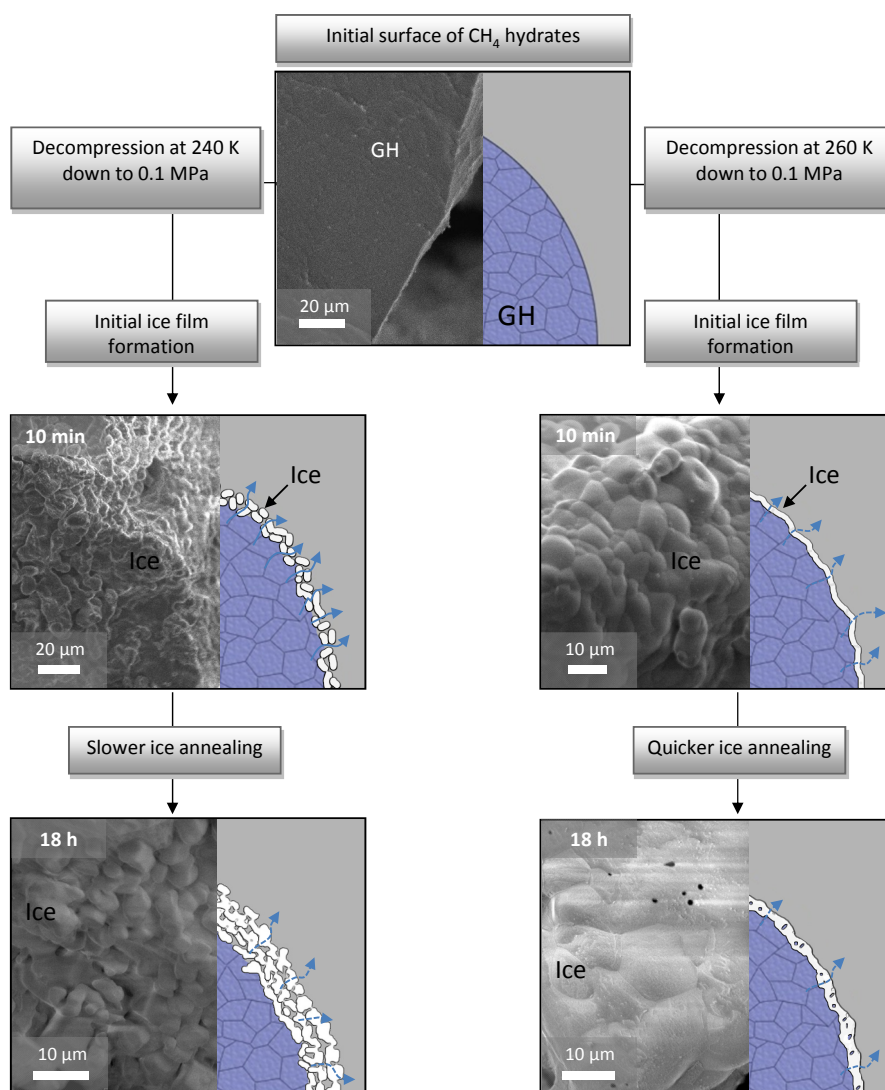 Initial surface of CH₄ hydrates
Decompression at 240 K
down to 0.1 MPa
GH
20 µm
GH
Decompression at 260 K
down to 0.1 MPa
Initial ice film
formation
Initial ice film
formation
10 min
Ice
Ice
20 µm
10 min
Ice
Ice
10 µm
Slower ice annealing
Quicker ice annealing
18 h
Ice
10 µm
18 h
Ice
10 µm